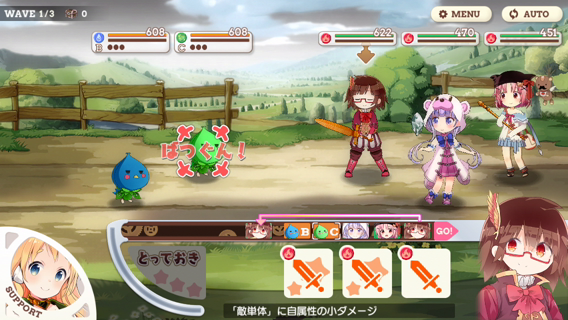 WAVE 1/3 0
MENU
AUTO
608
B
608
C
622
470
451
ばつぐん!
B C GO!
とっておき
SUPPORT
「敵単体」に自属性の小ダメージ